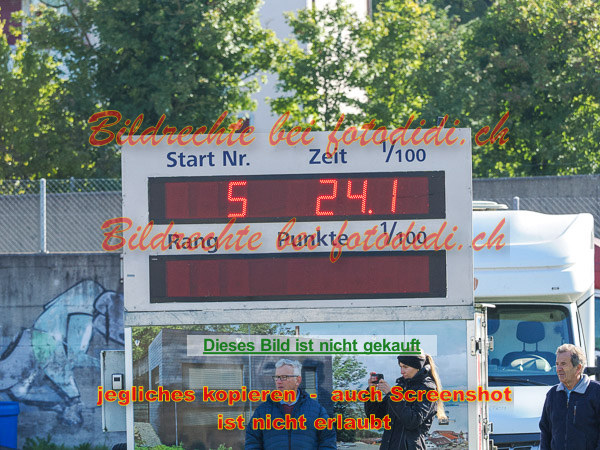 Bildrechte bei fotodidi.ch
Start Nr. Zeit 1/100
5 24.1
Bildrechte bei fotodidi.ch
Rang Punkte 1/100
Dieses Bild ist nicht gekauft
jegliches kopieren - auch Screenshot
ist nicht erlaubt